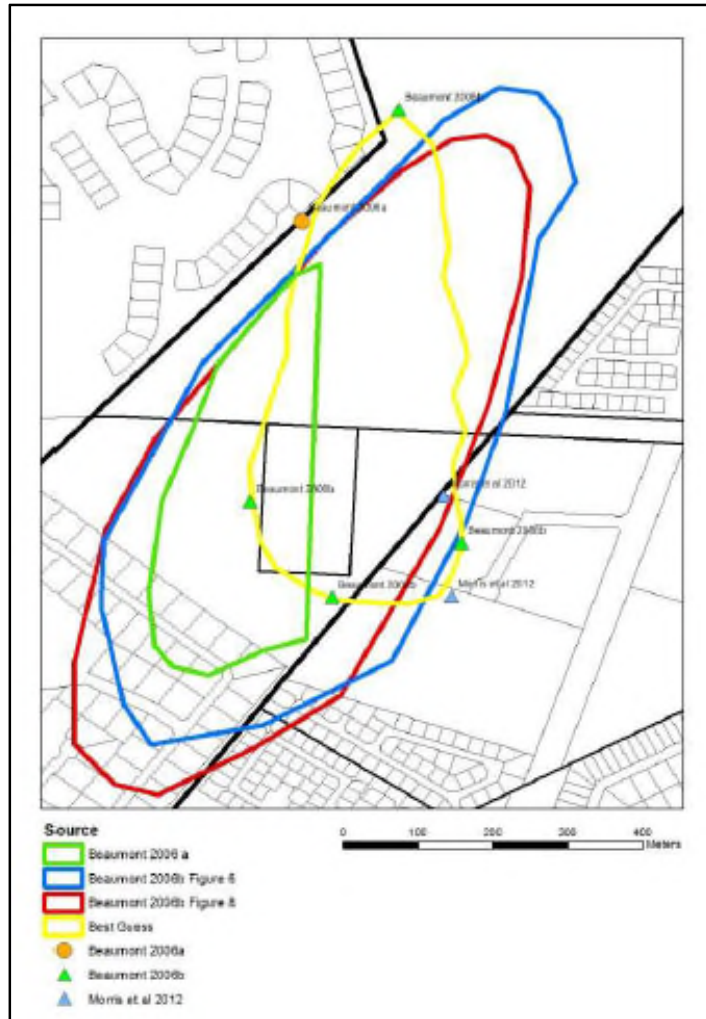 Beaumont 2006b
Beaumont 2006a
Beaumont 2006b
Morris et al 2012
Beaumont 2006b
Beaumont 2006b
Morris et al 2012
Source
Beaumont 2006 a
Beaumont 2006b Figure 6
Beaumont 2006b Figure 8
Best Guess
Beaumont 2006a
Beaumont 2006b
Morris et al 2012
0 100 200 300 400
Meters